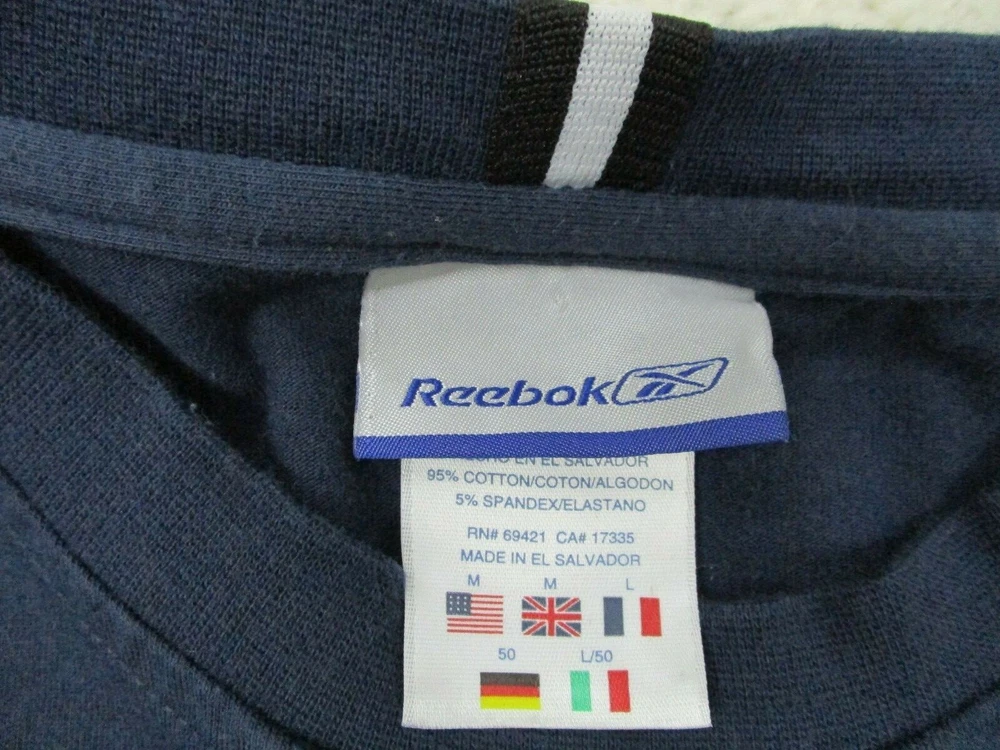 Reebok
EN EL SALVADOR
95% COTTON/COTON/ALGODON
5% SPANDEX/ELASTANO
RN# 69421 CA# 17335
MADE IN EL SALVADOR
M M L
50 L/50